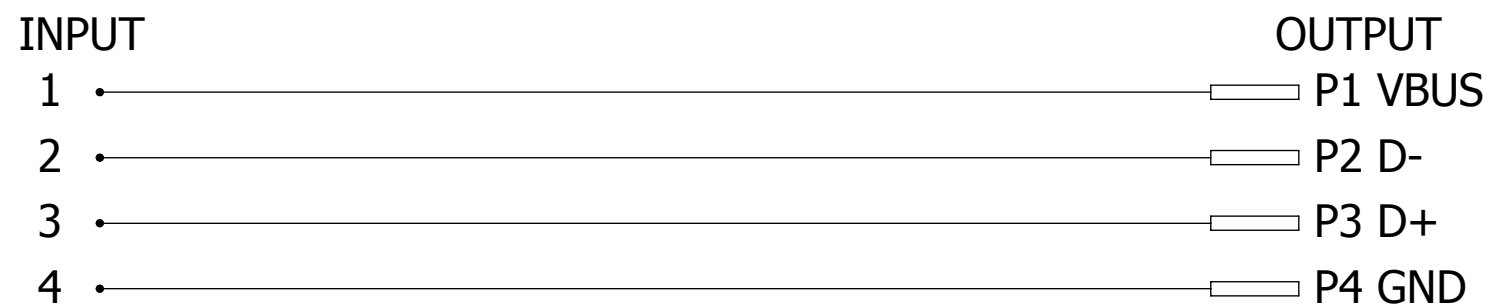 INPUT OUTPUT
1 P1 VBUS
2 P2 D-
3 P3 D+
4 P4 GND